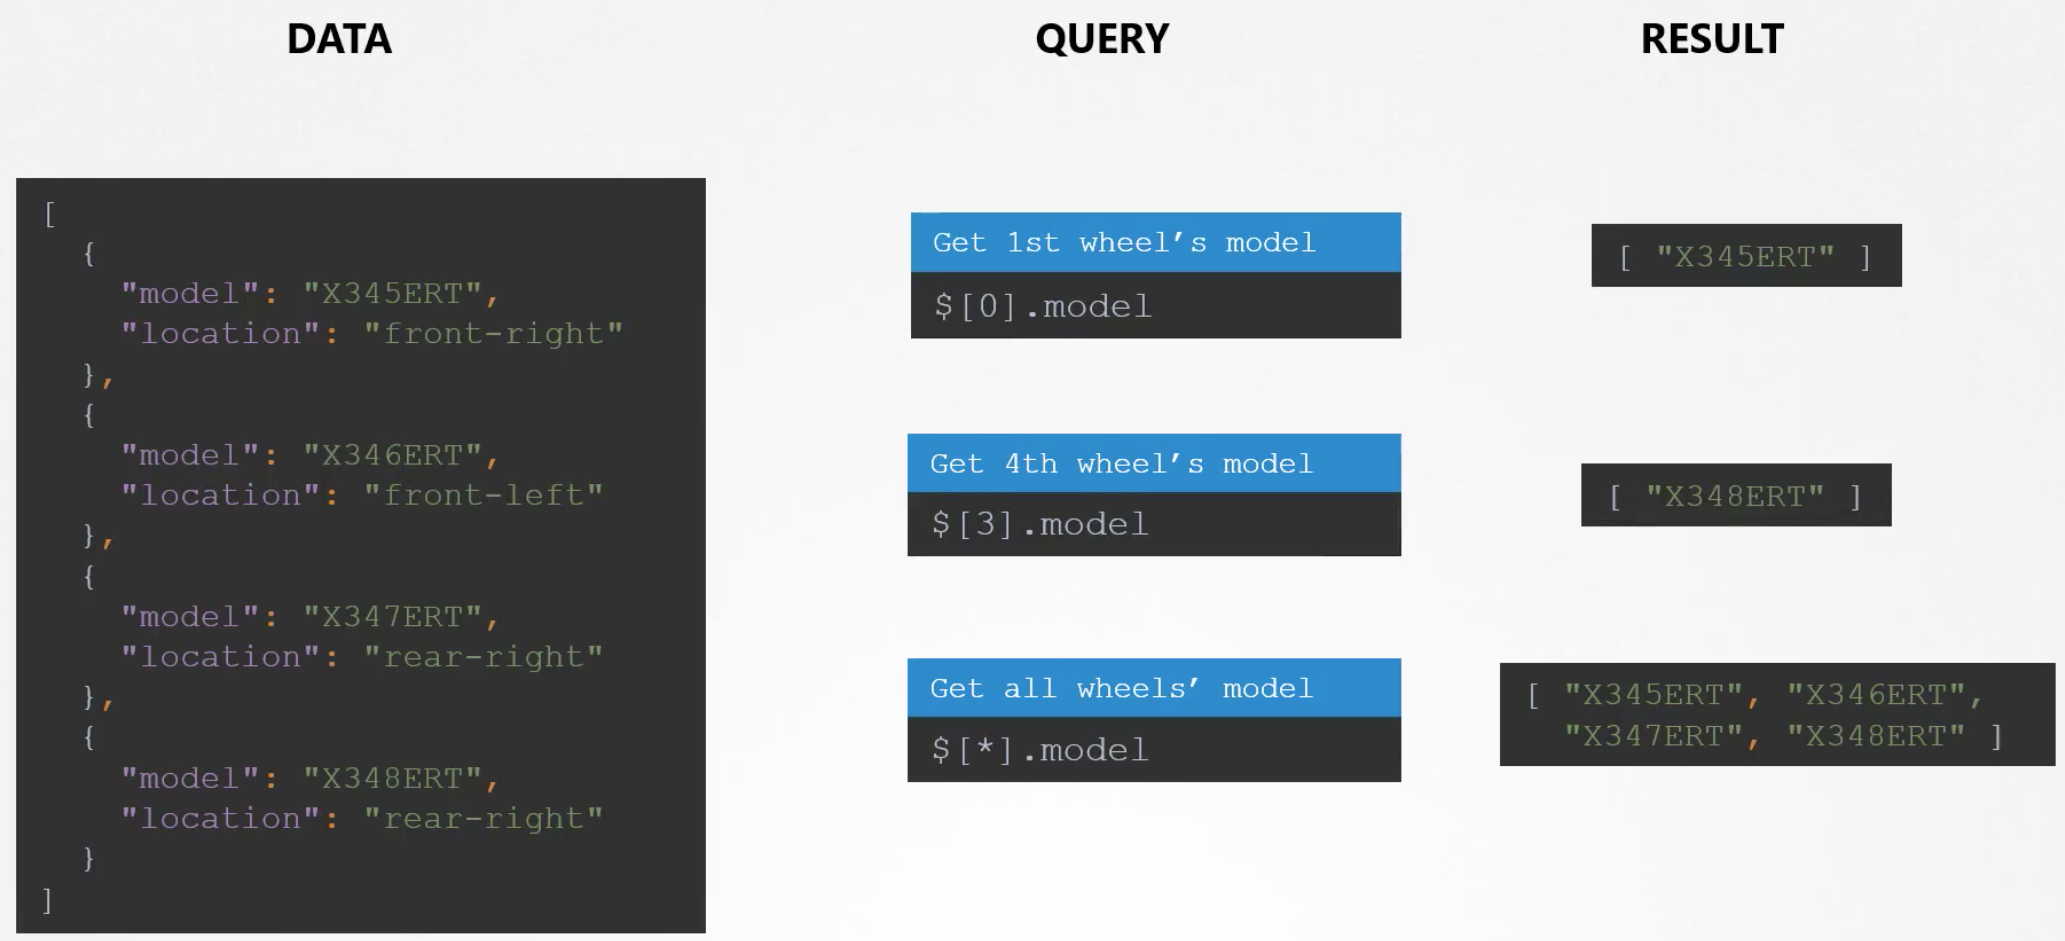 DATA
QUERY
RESULT
[
{
"model": "X345ERT",
"location": "front-right"
},
{
"model": "X346ERT",
"location": "front-left"
},
{
"model": "X347ERT",
"location": "rear-right"
},
{
"model": "X348ERT",
"location": "rear-right"
}
]
Get 1st wheel’s model
$[0].model
[ "X345ERT" ]
Get 4th wheel’s model
$[3].model
[ "X348ERT" ]
Get all wheels’ model
$[*].model
[ "X345ERT", "X346ERT",
"X347ERT", "X348ERT" ]